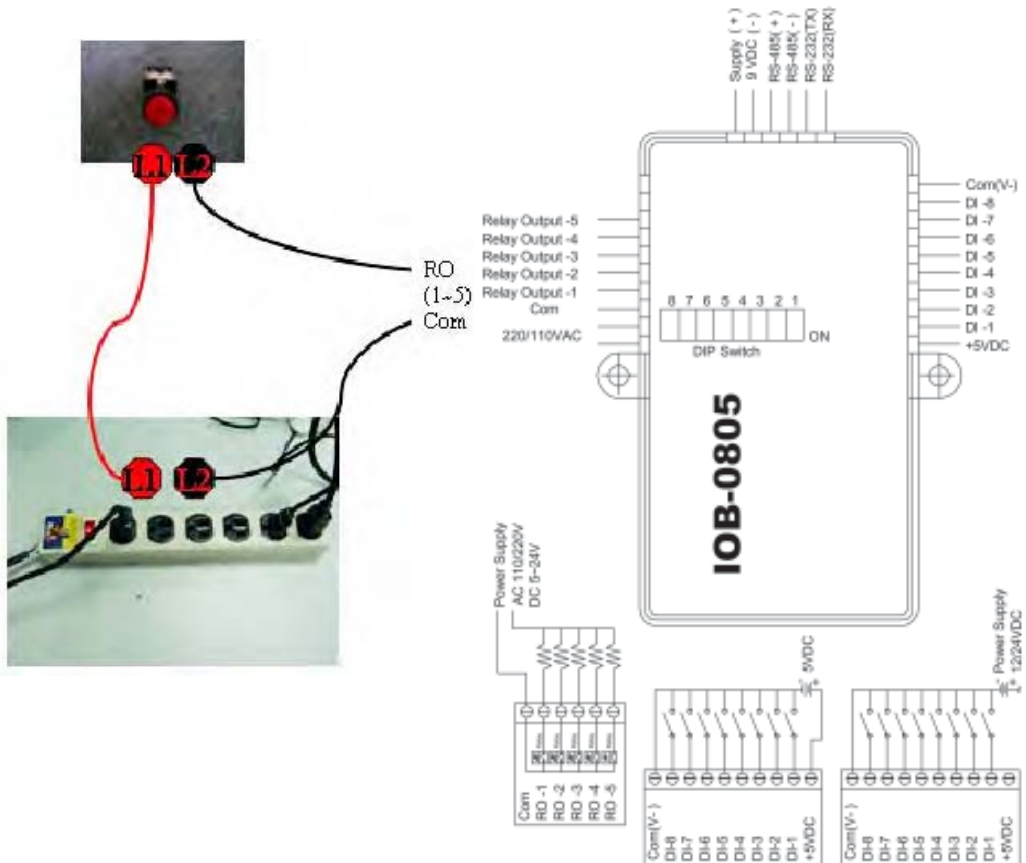 L1 L2
RO
(1~5)
Com
L1 L2
Supply (+)
9 VDC (-)
RS-485(+)
RS-485(-)
RS-232(TX)
RS-232(RX)
Relay Output -5
Relay Output -4
Relay Output -3
Relay Output -2
Relay Output -1
Com
220/110VAC
Com(V-)
DI -8
DI -7
DI -6
DI -5
DI -4
DI -3
DI -2
DI -1
+5VDC
8 7 6 5 4 3 2 1
ON
DIP Switch
IOB-0805
Power Supply
AC 110/220V
DC 5~24V
Com
RO -1
RO -2
RO -3
RO -4
RO -5
- +
5VDC
Com(V-)
DI-8
DI-7
DI-6
DI-5
DI-4
DI-3
DI-2
DI-1
+5VDC
- +
Power Supply
12/24VDC
Com(V-)
DI-8
DI-7
DI-6
DI-5
DI-4
DI-3
DI-2
DI-1
+5VDC